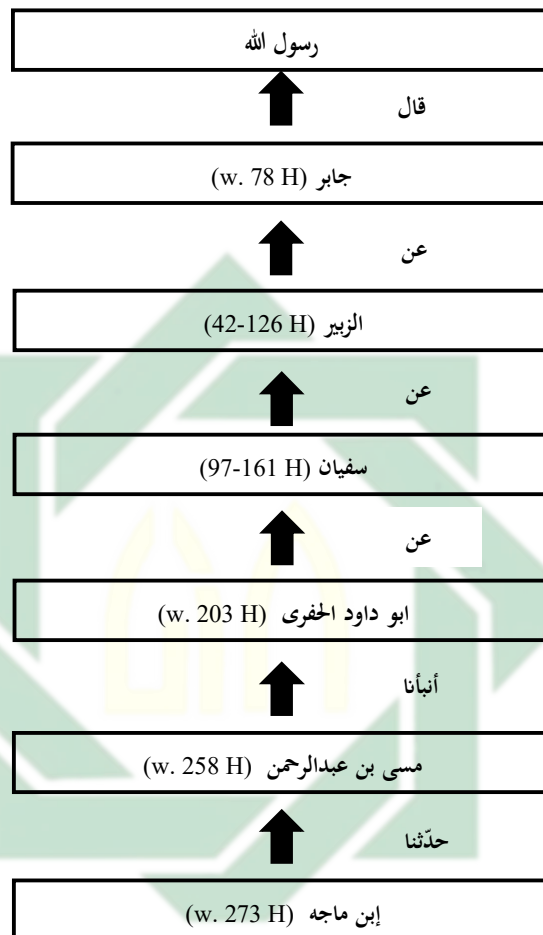 رسول الله
قال
جابر (w. 78 H)
عن
الزبير (42-126 H)
عن
سفيان (97-161 H)
عن
ابو داود الحفرى (w. 203 H)
أنبأنا
مسى بن عبدالرحمن (w. 258 H)
حدّثنا
إبن ماجه (w. 273 H)